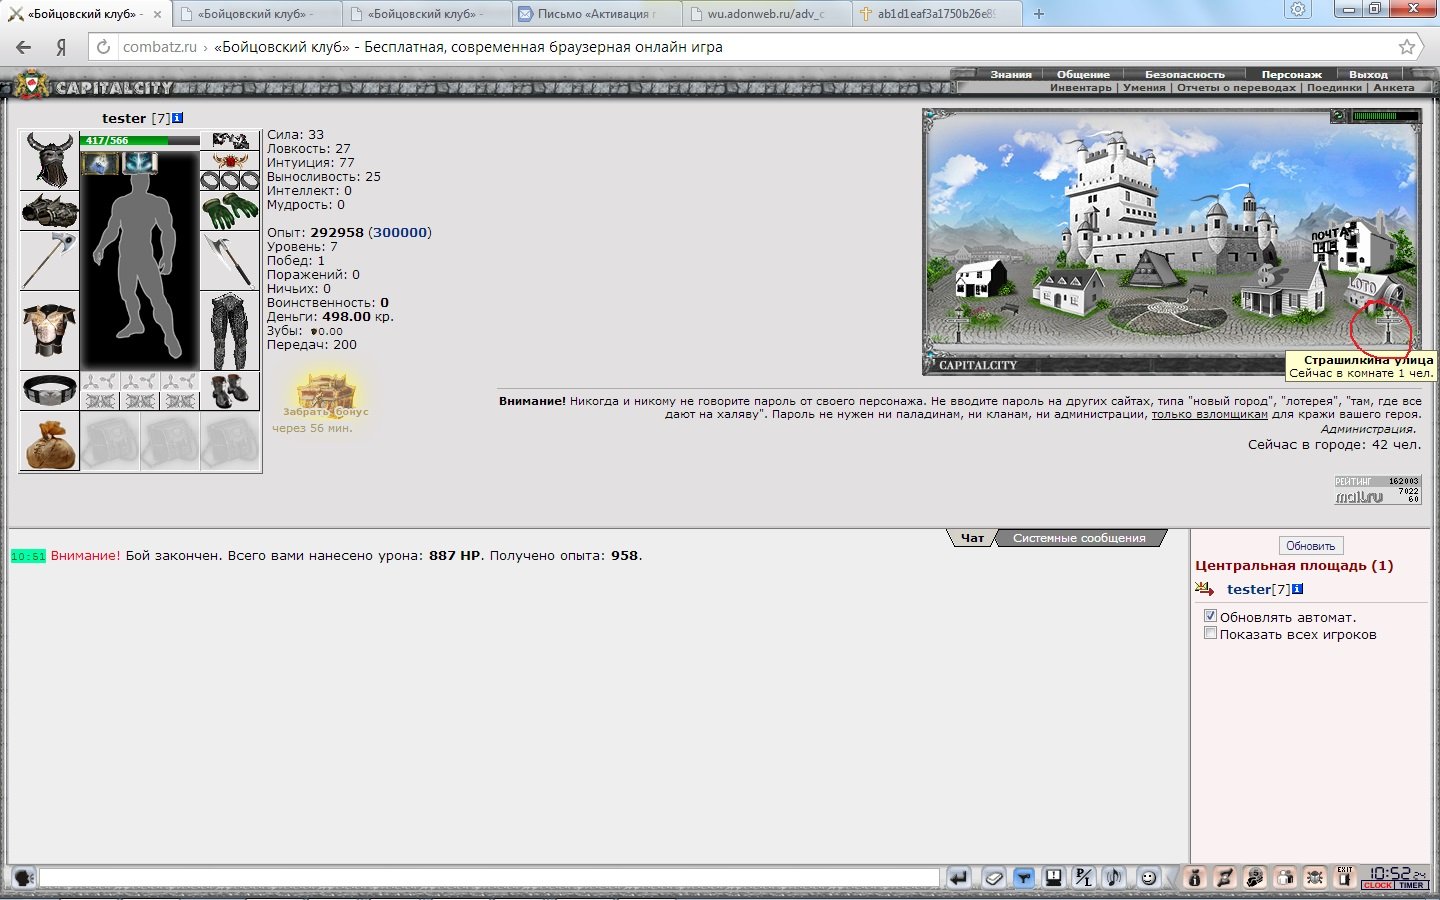 «Бойцовский клуб» -
«Бойцовский клуб» -
«Бойцовский клуб» -
Письмо «Активация
wu.adonweb.ru/adv_c
ab1d1eaf3a1750b26e8
combatz.ru › «Бойцовский клуб» - Бесплатная, современная браузерная онлайн игра
CAPITALCITY
Знания Общение Безопасность Персонаж Выход
Инвентарь | Умения | Отчеты о переводах | Поединки | Анкета
tester [7]
417/566
Сила: 33
Ловкость: 27
Интуиция: 77
Выносливость: 25
Интеллект: 0
Мудрость: 0
Опыт: 292958 (300000)
Уровень: 7
Побед: 1
Поражений: 0
Ничьих: 0
Воинственность: 0
Деньги: 498.00 кр.
Зубы: 0.00
Передач: 200
Забрать бонус
через 56 мин.
ПОЧТА
LOTO
CAPITALCITY
Страшилкина улица
Сейчас в комнате 1 чел.
Внимание! Никогда и никому не говорите пароль от своего персонажа. Не вводите пароль на других сайтах, типа "новый город", "лотерея", "там, где все
дают на халяву". Пароль не нужен ни паладинам, ни кланам, ни администрации, только взломщикам для кражи вашего героя.
Администрация.
Сейчас в городе: 42 чел.
РЕЙТИНГ 162003
mail.ru 7022
60
Чат Системные сообщения
10:51 Внимание! Бой закончен. Всего вами нанесено урона: 887 HP. Получено опыта: 958.
Обновить
Центральная площадь (1)
tester[7]
Обновлять автомат.
Показать всех игроков
P/L
EXIT
10:52 24
CLOCK TIMER